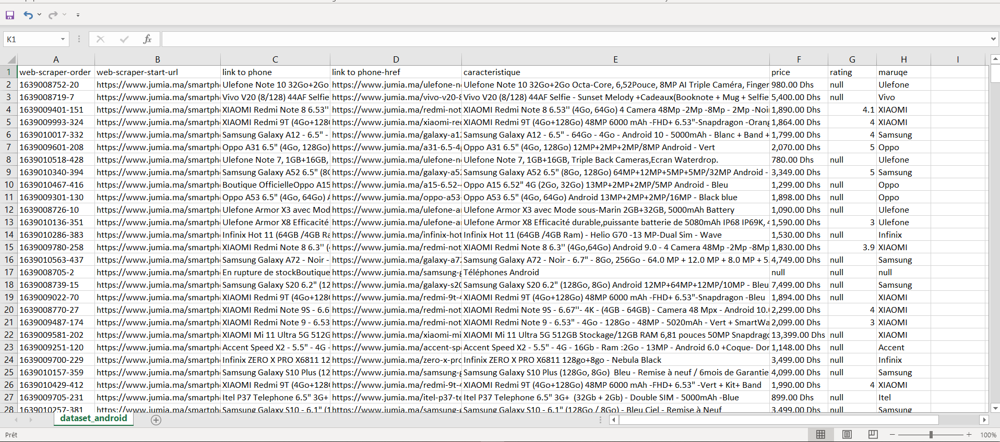 K1
fx
A B C D E F G H I
1 web-scraper-order web-scraper-start-url link to phone link to phone-href caracteristique price rating maruqe
2 1639008752-20 https://www.jumia.ma/smartph Ulefone Note 10 32Go+2Go https://www.jumia.ma/ulefone-n Ulefone Note 10 32Go+2Go Octa-Core, 6,52Pouce, 8MP AI Triple Caméra, Finger 980.00 Dhs null Ulefone
3 1639008719-7 https://www.jumia.ma/smartph Vivo V20 (8/128) 44AF Selfie https://www.jumia.ma/vivo-v20-8 Vivo V20 (8/128) 44AF Selfie - Sunset Melody +Cadeaux(Booknote + Mug + Selfie 5,400.00 Dhs null Vivo
4 1639009401-151 https://www.jumia.ma/smartph XIAOMI Redmi Note 8 6.53'' https://www.jumia.ma/redmi-not XIAOMI Redmi Note 8 6.53'' (4Go, 64Go) 4 Camera 48Mp -2Mp -8Mp - 2Mp -Noi 1,890.00 Dhs 4.1 XIAOMI
5 1639009993-324 https://www.jumia.ma/smartph XIAOMI Redmi 9T (4Go+128G https://www.jumia.ma/xiaomi-re XIAOMI Redmi 9T (4Go+128Go) 48MP 6000 mAh -FHD+ 6.53"-Snapdragon -Orang 1,864.00 Dhs 4 XIAOMI
6 1639010017-332 https://www.jumia.ma/smartph Samsung Galaxy A12 - 6.5" - https://www.jumia.ma/galaxy-a12 Samsung Galaxy A12 - 6.5" - 64Go - 4Go - Android 10 - 5000mAh - Blanc + Band + 1,799.00 Dhs 4 Samsung
7 1639009601-208 https://www.jumia.ma/smartph Oppo A31 6.5" (4Go, 128Go) https://www.jumia.ma/a31-6.5-4 Oppo A31 6.5" (4Go, 128Go) 12MP+2MP+2MP/8MP Android - Vert 2,070.00 Dhs 5 Oppo
8 1639010518-428 https://www.jumia.ma/smartph Ulefone Note 7, 1GB+16GB, https://www.jumia.ma/ulefone-n Ulefone Note 7, 1GB+16GB, Triple Back Cameras,Ecran Waterdrop. 780.00 Dhs null Ulefone
9 1639010340-394 https://www.jumia.ma/smartph Samsung Galaxy A52 6.5" (8G https://www.jumia.ma/galaxy-a52 Samsung Galaxy A52 6.5" (8Go, 128Go) 64MP+12MP+5MP+5MP/32MP Android - 3,349.00 Dhs 5 Samsung
10 1639010467-416 https://www.jumia.ma/smartph Boutique OfficielleOppo A15 https://www.jumia.ma/a15-6.52- Oppo A15 6.52" 4G (2Go, 32Go) 13MP+2MP+2MP/5MP Android - Bleu 1,299.00 Dhs null Oppo
11 1639009301-130 https://www.jumia.ma/smartph Oppo A53 6.5" (4Go, 64Go) A https://www.jumia.ma/oppo-a53- Oppo A53 6.5" (4Go, 64Go) Android 13MP+2MP+2MP/16MP - Black blue 1,898.00 Dhs null Oppo
12 1639008726-10 https://www.jumia.ma/smartph Ulefone Armor X3 avec Mod https://www.jumia.ma/ulefone-a Ulefone Armor X3 avec Mode sous-Marin 2GB+32GB, 5000mAh Battery 1,090.00 Dhs null Ulefone
13 1639010136-351 https://www.jumia.ma/smartph Ulefone Armor X8 Efficacité https://www.jumia.ma/ulefone-a Ulefone Armor X8 Efficacité durable,puissante batterie de 5080mAh IP68 IP69K, 4 1,590.00 Dhs 3 Ulefone
14 1639010286-383 https://www.jumia.ma/smartph Infinix Hot 11 (64GB /4GB Ra https://www.jumia.ma/infinix-hot Infinix Hot 11 (64GB /4GB Ram) - Helio G70 -13 MP-Dual Sim - Wave 1,530.00 Dhs null Infinix
15 1639009780-258 https://www.jumia.ma/smartph XIAOMI Redmi Note 8 6.3'' (4 https://www.jumia.ma/redmi-not XIAOMI Redmi Note 8 6.3'' (4Go,64Go) Android 9.0 - 4 Camera 48Mp -2Mp -8Mp 1,830.00 Dhs 3.9 XIAOMI
16 1639010563-437 https://www.jumia.ma/smartph Samsung Galaxy A72 - Noir - https://www.jumia.ma/galaxy-a72 Samsung Galaxy A72 - Noir - 6.7" - 8Go, 256Go - 64.0 MP + 12.0 MP + 8.0 MP + 5. 4,749.00 Dhs null Samsung
17 1639008705-2 https://www.jumia.ma/smartph En rupture de stockBoutique https://www.jumia.ma/samsung-g Téléphones Android null null null
18 1639008739-15 https://www.jumia.ma/smartph Samsung Galaxy S20 6.2" (12 https://www.jumia.ma/galaxy-s20 Samsung Galaxy S20 6.2" (128Go, 8Go) Android 12MP+64MP+12MP/10MP - Bleu 7,499.00 Dhs null Samsung
19 1639009022-70 https://www.jumia.ma/smartph XIAOMI Redmi 9T (4Go+128G https://www.jumia.ma/redmi-9t-4 XIAOMI Redmi 9T (4Go+128Go) 48MP 6000 mAh -FHD+ 6.53"-Snapdragon -Bleu 1,894.00 Dhs null XIAOMI
20 1639008770-27 https://www.jumia.ma/smartph XIAOMI Redmi Note 9S - 6.6 https://www.jumia.ma/redmi-not XIAOMI Redmi Note 9S - 6.67''- 4K - (4GB - 64GB) - Camera 48 Mpx - Android 10.0 2,299.00 Dhs 4 XIAOMI
21 1639009487-174 https://www.jumia.ma/smartph XIAOMI Redmi Note 9 - 6.53 https://www.jumia.ma/redmi-not XIAOMI Redmi Note 9 - 6.53" - 4Go - 128Go - 48MP - 5020mAh - Vert + SmartWa 2,099.00 Dhs 3 XIAOMI
22 1639009581-202 https://www.jumia.ma/smartph XIAOMI Mi 11 Ultra 5G 512G https://www.jumia.ma/xiaomi-mi XIAOMI Mi 11 Ultra 5G 512GB Stockage/12GB RAM 6,81 pouces 50MP Snapdrago 13,399.00 Dhs null XIAOMI
23 1639009251-120 https://www.jumia.ma/smartph Accent Speed X2 - 5.5" - 4G - https://www.jumia.ma/accent-spe Accent Speed X2 - 5.5" - 4G - 16Gb - Ram :2Go - 13MP - Android 6.0 +Coque- Dor 1,148.00 Dhs null Accent
24 1639009700-229 https://www.jumia.ma/smartph Infinix ZERO X PRO X6811 12 https://www.jumia.ma/zero-x-pro Infinix ZERO X PRO X6811 128go+8go - Nebula Black 3,499.00 Dhs null Infinix
25 1639010157-359 https://www.jumia.ma/smartph Samsung Galaxy S10 Plus (12 https://www.jumia.ma/samsung-g Samsung Galaxy S10 Plus (128Go, 8Go) Bleu - Remise à neuf / 6mois de Garantie 4,099.00 Dhs null Samsung
26 1639010429-412 https://www.jumia.ma/smartph XIAOMI Redmi 9T (4Go+128G https://www.jumia.ma/redmi-9t-4 XIAOMI Redmi 9T (4Go+128Go) 48MP 6000 mAh -FHD+ 6.53" -Vert + Kit+ Band 1,990.00 Dhs 4 XIAOMI
27 1639009705-231 https://www.jumia.ma/smartph Itel P37 Telephone 6.5" 3G+ https://www.jumia.ma/itel-p37-te Itel P37 Telephone 6.5" 3G+ (32Gb + 2Gb) - Double SIM - 5000mAh -Blue 899.00 Dhs null Itel
28 1639010257-381 https://www.jumia.ma/smartph Samsung Galaxy S10 - 6.1" (1 https://www.jumia.ma/samsung-g Samsung Galaxy S10 - 6.1" (128Go / 8Go) - Bleu Ciel - Remise à Neuf 3,499.00 Dhs null Samsung
dataset_android
Prêt
100%